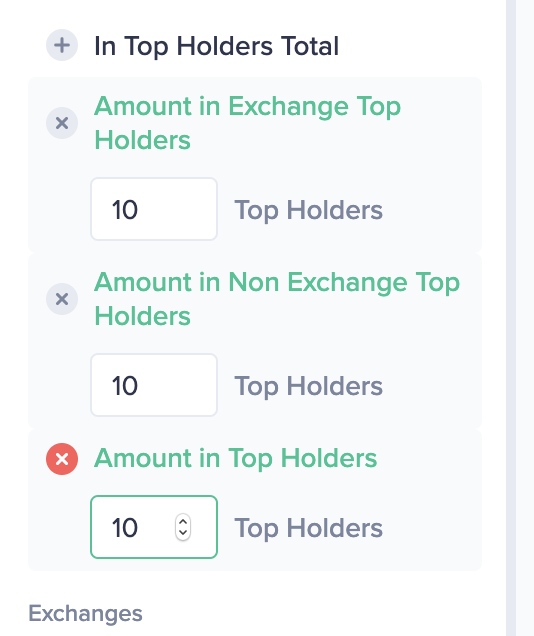 In Top Holders Total
Amount in Exchange Top
Holders
10 Top Holders
Amount in Non Exchange Top
Holders
10 Top Holders
Amount in Top Holders
10 Top Holders
Exchanges